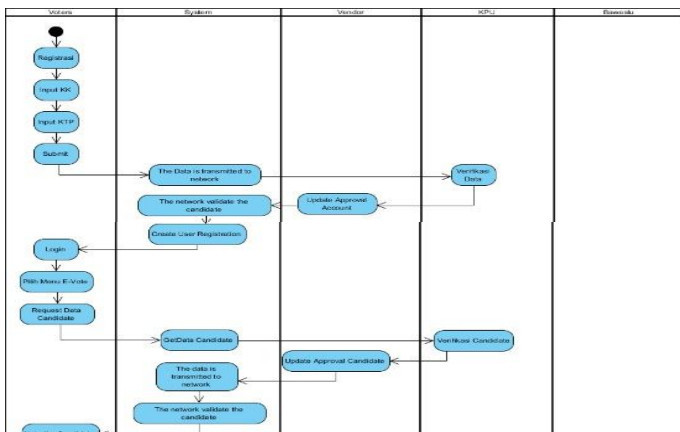 Voters
System
Vendor
KPU
Bawaslu
Registrasi
Input KK
Input KTP
Submit
The Data is transmitted to
network
Verifikasi
Data
Update Approval
Account
The network validate the
candidate
Create User Registration
Login
Pilih Menu E-Vote
Request Data
Candidate
GetData Candidate
Verifikasi Candidate
Update Approval Candidate
The data is
transmitted to
network
The network validate the
candidate